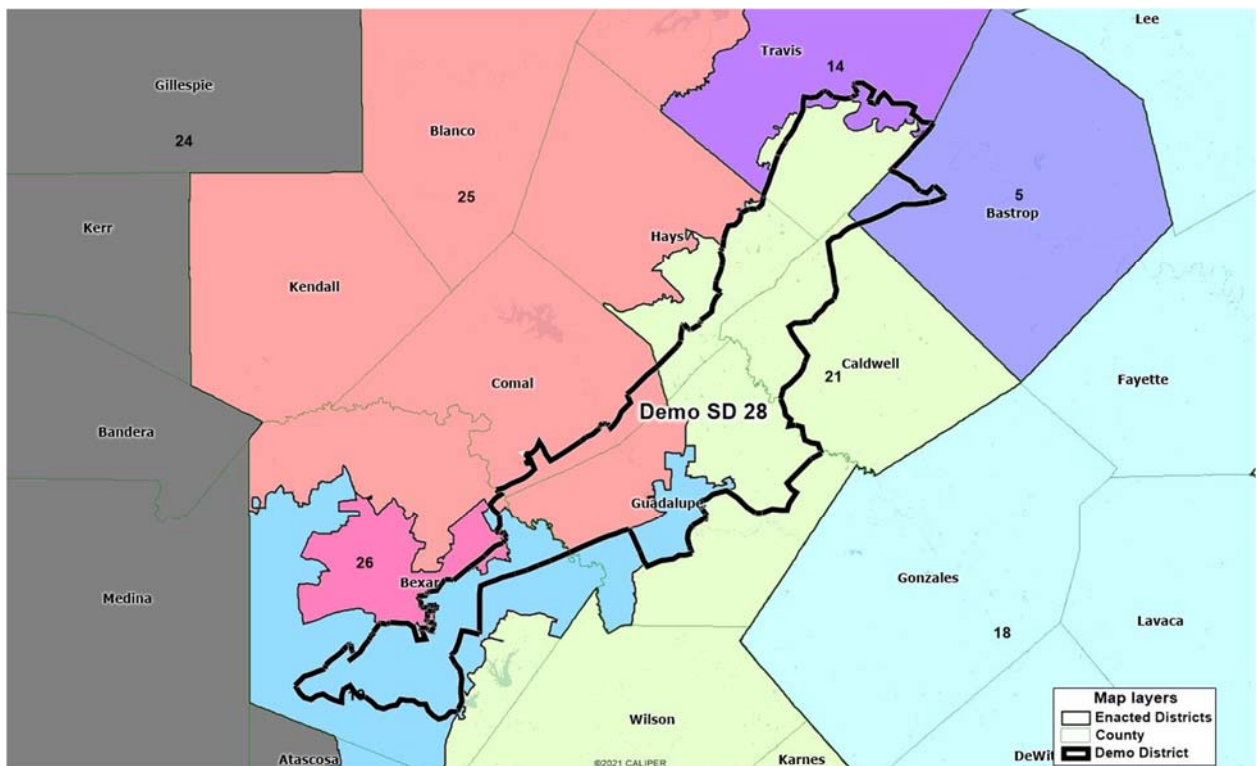 Lee
Travis
14
Gillespie
24
Blanco
25
5
Bastrop
Kerr
Hays
Kendall
Caldwell
21
Fayette
Comal
Demo SD 28
Bandera
Guadalupe
26
Bexar
Gonzales
18
Medina
Lavaca
19
Wilson
Atascosa
©2021 CALIPER
Karnes
DeWit
Map layers
Enacted Districts
County
Demo District